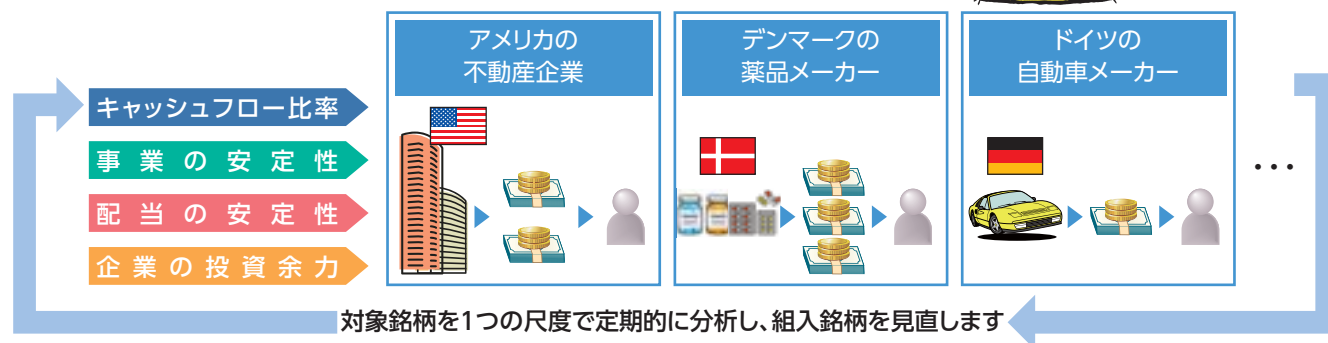 アメリカの
不動産企業
デンマークの
薬品メーカー
ドイツの
自動車メーカー
キャッシュフロー比率
事業の安定性
配当の安定性
企業の投資余力
…
対象銘柄を1つの尺度で定期的に分析し、組入銘柄を見直します